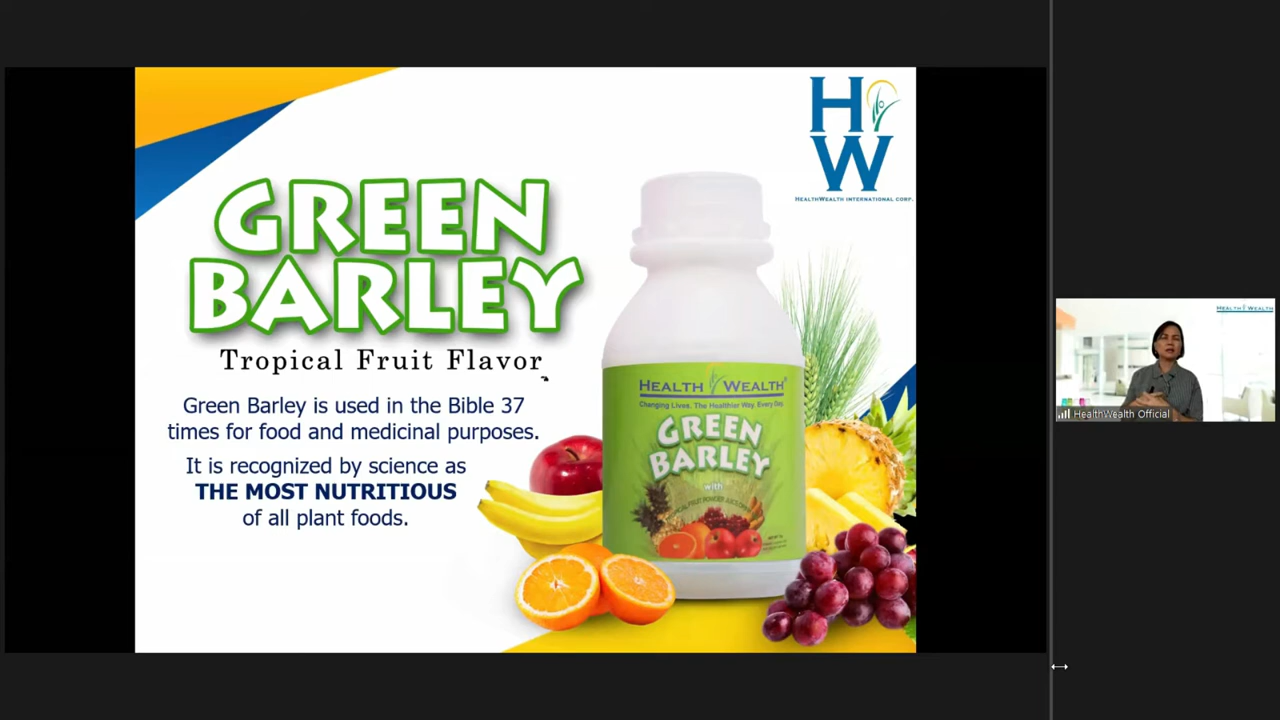 H
W
HEALTHWEALTH INTERNATIONAL CORP.
GREEN
BARLEY
Tropical Fruit Flavor
Green Barley is used in the Bible 37
times for food and medicinal purposes.
It is recognized by science as
THE MOST NUTRITIOUS
of all plant foods.
HEALTH WEALTH®
Changing Lives. The Healthier Way, Every Day.
GREEN
BARLEY
with
HEALTH WEALTH
HealthWealth Official